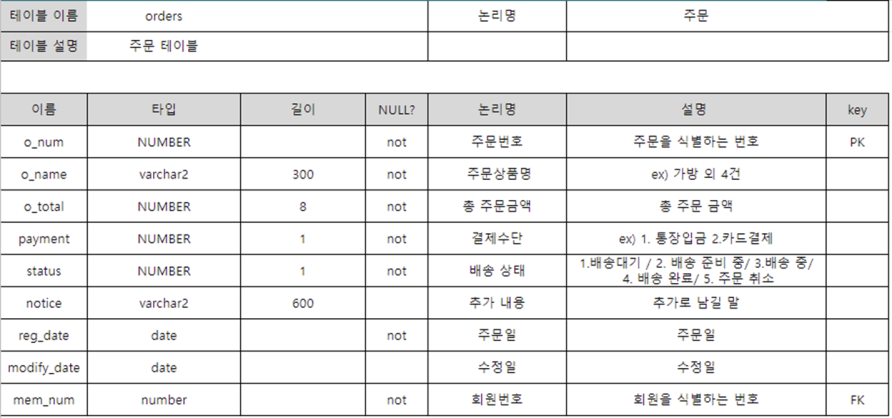 테이블 이름 orders 논리명 주문
테이블 설명 주문 테이블
이름 타입 길이 NULL? 논리명 설명 key
o_num NUMBER not 주문번호 주문을 식별하는 번호 PK
o_name varchar2 300 not 주문상품명 ex) 가방 외 4건
o_total NUMBER 8 not 총 주문금액 총 주문 금액
payment NUMBER 1 not 결제수단 ex) 1. 통장입금 2.카드결제
status NUMBER 1 not 배송 상태 1.배송대기 / 2. 배송 준비 중/ 3.배송 중/
4. 배송 완료/ 5. 주문 취소
notice varchar2 600 추가 내용 추가로 남길 말
reg_date date not 주문일 주문일
modify_date date 수정일 수정일
mem_num number not 회원번호 회원을 식별하는 번호 FK